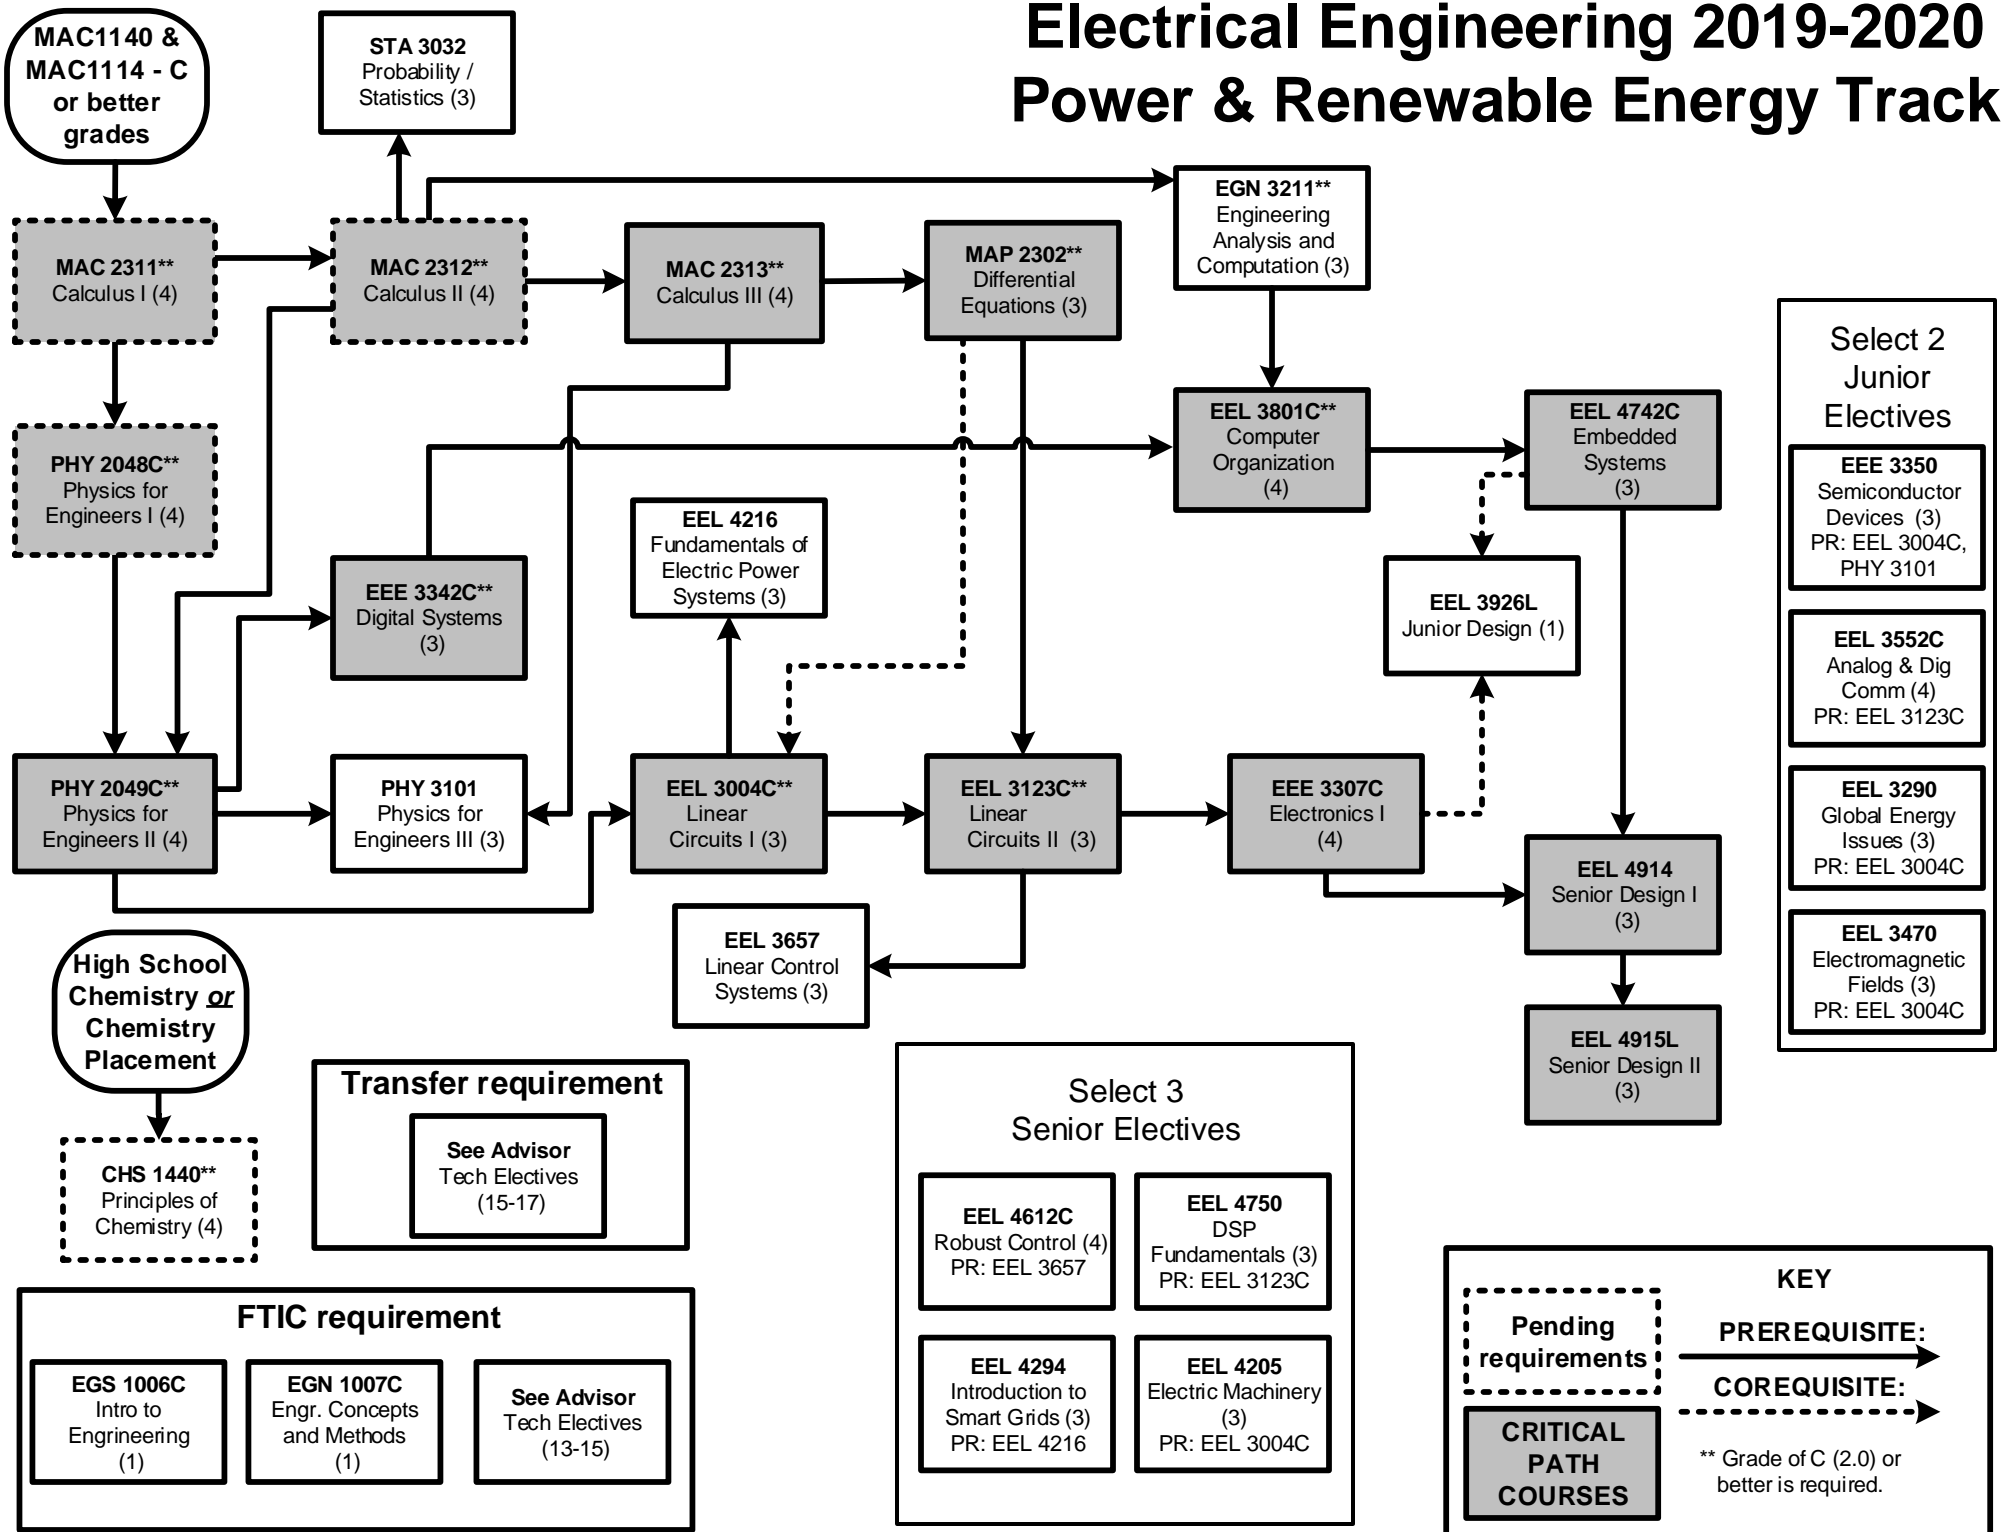 Electrical Engineering 2019-2020
Power & Renewable Energy Track
MAC1140 &
MAC1114 - C
or better
grades
STA 3032
Probability /
Statistics (3)
EGN 3211**
Engineering
Analysis and
Computation (3)
MAC 2311**
Calculus I (4)
MAC 2312**
Calculus II (4)
MAC 2313**
Calculus III (4)
MAP 2302**
Differential
Equations (3)
PHY 2048C**
Physics for
Engineers I (4)
EEL 3801C**
Computer
Organization
(4)
EEL 4742C
Embedded
Systems
(3)
EEL 4216
Fundamentals of
Electric Power
Systems (3)
EEE 3342C**
Digital Systems
(3)
EEL 3926L
Junior Design (1)
PHY 2049C**
Physics for
Engineers II (4)
PHY 3101
Physics for
Engineers III (3)
EEL 3004C**
Linear
Circuits I (3)
EEL 3123C**
Linear
Circuits II (3)
EEE 3307C
Electronics I
(4)
EEL 4914
Senior Design I
(3)
EEL 3657
Linear Control
Systems (3)
EEL 4915L
Senior Design II
(3)
Select 2
Junior
Electives
EEE 3350
Semiconductor
Devices (3)
PR: EEL 3004C,
PHY 3101
EEL 3552C
Analog & Dig
Comm (4)
PR: EEL 3123C
EEL 3290
Global Energy
Issues (3)
PR: EEL 3004C
EEL 3470
Electromagnetic
Fields (3)
PR: EEL 3004C
High School
Chemistry or
Chemistry
Placement
CHS 1440**
Principles of
Chemistry (4)
Transfer requirement
See Advisor
Tech Electives
(15-17)
FTIC requirement
EGS 1006C
Intro to
Engrineering
(1)
EGN 1007C
Engr. Concepts
and Methods
(1)
See Advisor
Tech Electives
(13-15)
Select 3
Senior Electives
EEL 4612C
Robust Control (4)
PR: EEL 3657
EEL 4750
DSP
Fundamentals (3)
PR: EEL 3123C
EEL 4294
Introduction to
Smart Grids (3)
PR: EEL 4216
EEL 4205
Electric Machinery
(3)
PR: EEL 3004C
KEY
Pending
requirements
PREREQUISITE:
COREQUISITE:
CRITICAL
PATH
COURSES
** Grade of C (2.0) or
better is required.